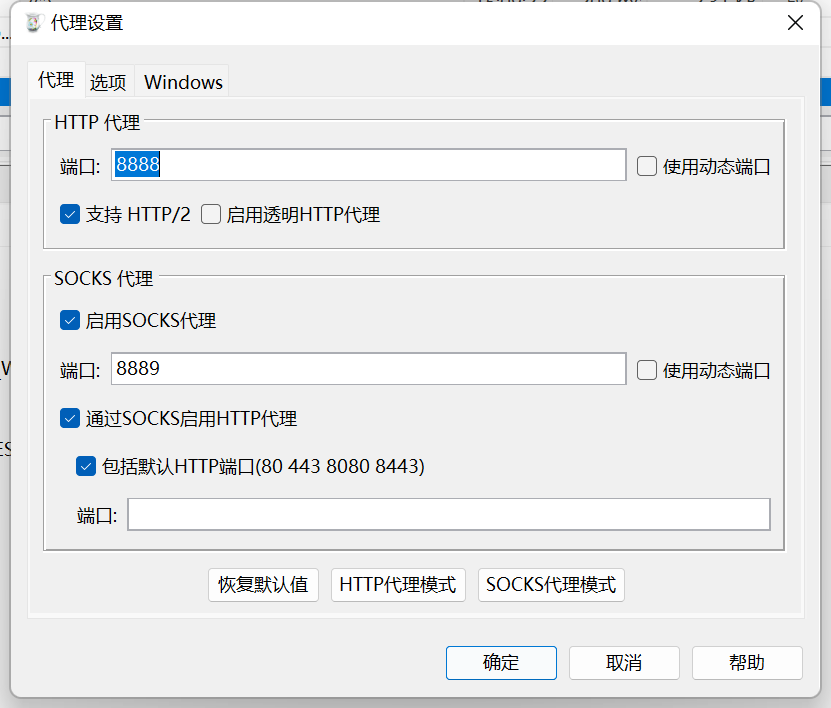 代理设置
代理 选项 Windows
HTTP 代理
端口: 8888 使用动态端口
支持 HTTP/2 启用透明HTTP代理
SOCKS 代理
启用SOCKS代理
端口: 8889 使用动态端口
通过SOCKS启用HTTP代理
包括默认HTTP端口(80 443 8080 8443)
端口:
恢复默认值 HTTP代理模式 SOCKS代理模式
确定 取消 帮助